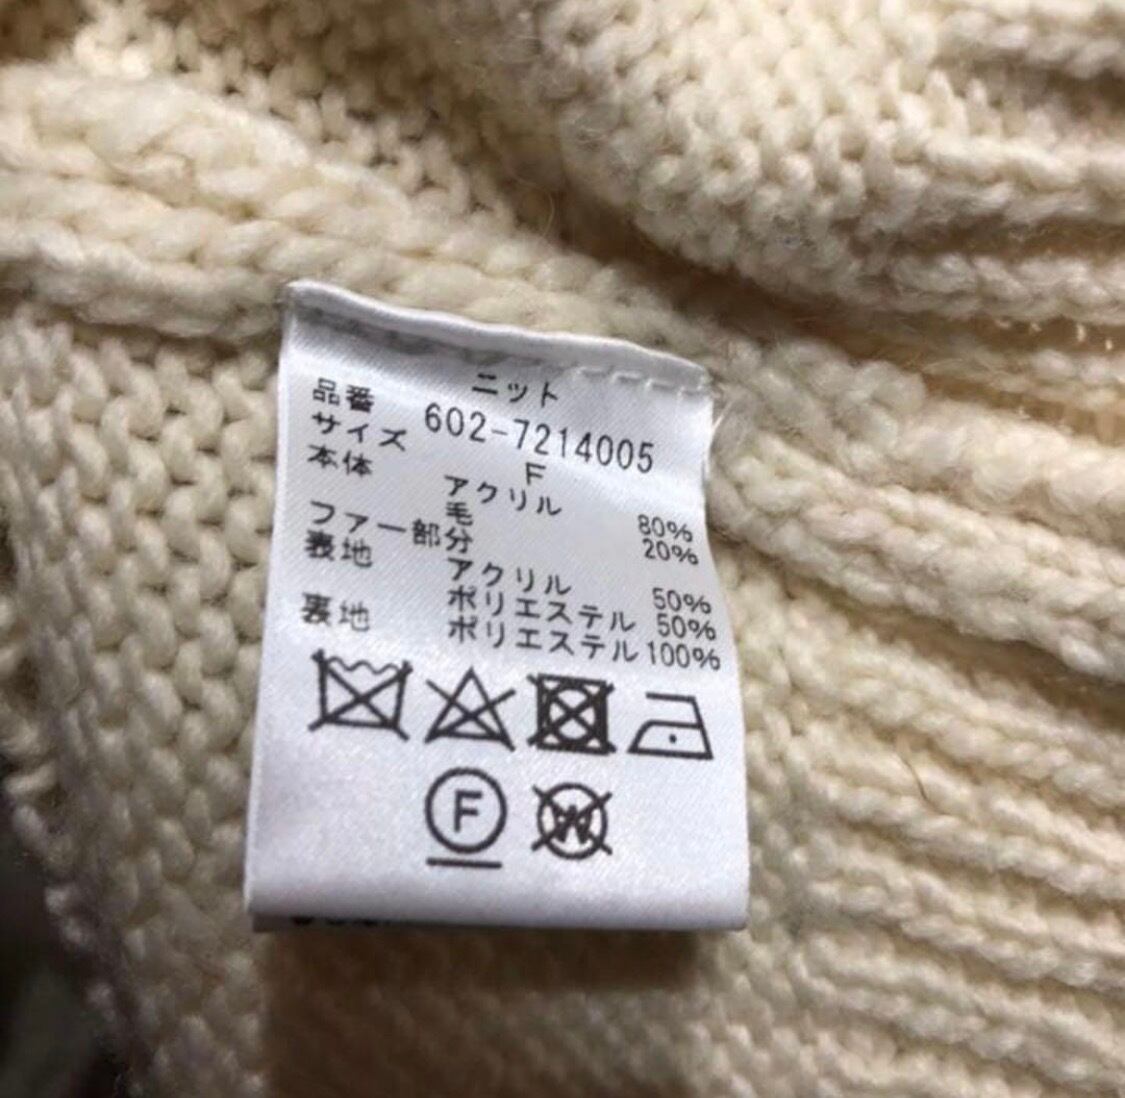 ニット
品番 602-7214005
サイズ F
本体 アクリル 80%
毛 20%
ファー部分
表地 アクリル 50%
ポリエステル 50%
裏地 ポリエステル 100%
F
W